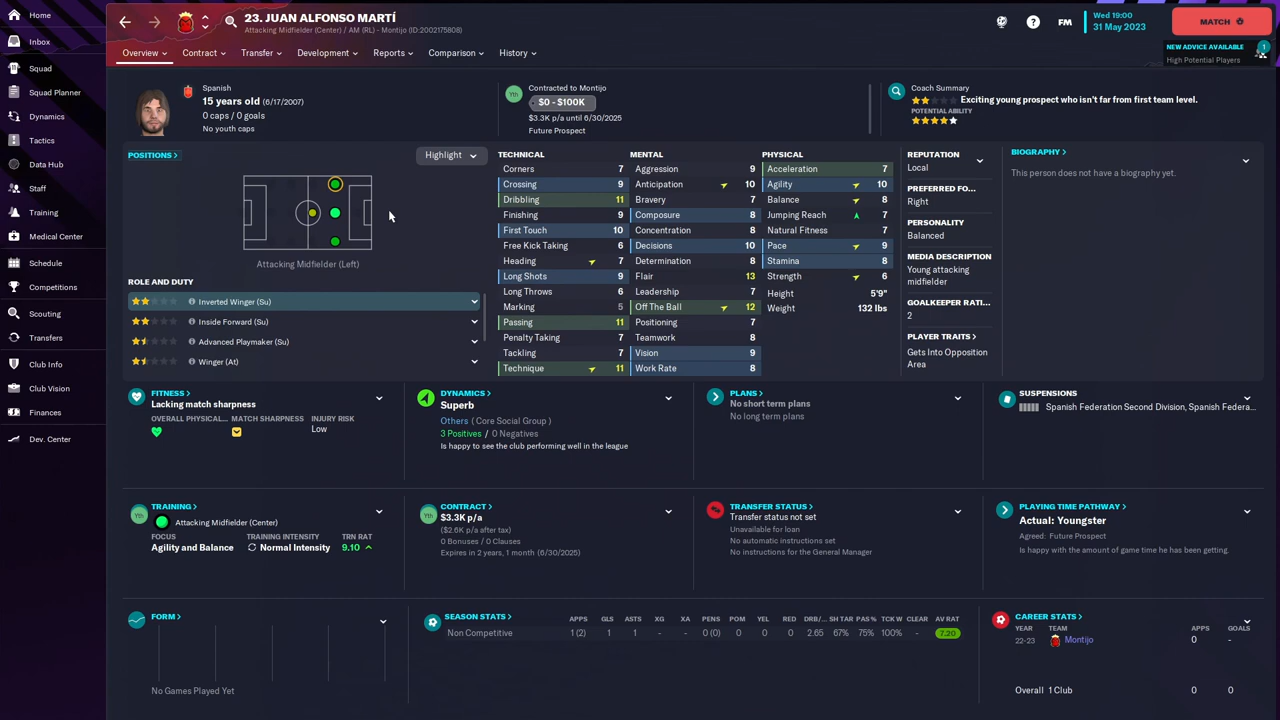 Home
Inbox
Squad
Squad Planner
Dynamics
Tactics
Data Hub
Staff
Training
Medical Center
Schedule
Competitions
Scouting
Transfers
Club Info
Club Vision
Finances
Dev. Center
23. JUAN ALFONSO MARTÍ
Attacking Midfielder (Center) / AM (RL) - Montijo (ID:2002175808)
FM
Wed 19:00
31 May 2023
MATCH
Overview Contract Transfer Development Reports Comparison History
NEW ADVICE AVAILABLE 1
High Potential Players
Spanish
15 years old (6/17/2007)
0 caps / 0 goals
No youth caps
Yth
Contracted to Montijo
$0 - $100K
$3.3K p/a until 6/30/2025
Future Prospect
Coach Summary
Exciting young prospect who isn't far from first team level.
POTENTIAL ABILITY
POSITIONS
Highlight
Attacking Midfielder (Left)
ROLE AND DUTY
Inverted Winger (Su)
Inside Forward (Su)
Advanced Playmaker (Su)
Winger (At)
TECHNICAL
Corners 7
Crossing 9
Dribbling 11
Finishing 9
First Touch 10
Free Kick Taking 6
Heading 7
Long Shots 9
Long Throws 6
Marking 5
Passing 11
Penalty Taking 7
Tackling 7
Technique 11
MENTAL
Aggression 9
Anticipation 10
Bravery 7
Composure 8
Concentration 8
Decisions 10
Determination 8
Flair 13
Leadership 7
Off The Ball 12
Positioning 7
Teamwork 8
Vision 9
Work Rate 8
PHYSICAL
Acceleration 7
Agility 10
Balance 8
Jumping Reach 7
Natural Fitness 7
Pace 9
Stamina 8
Strength 6
Height 5'9"
Weight 132 lbs
REPUTATION
Local
PREFERRED FO...
Right
PERSONALITY
Balanced
MEDIA DESCRIPTION
Young attacking
midfielder
GOALKEEPER RATI...
2
PLAYER TRAITS
Gets Into Opposition
Area
BIOGRAPHY
This person does not have a biography yet.
FITNESS
Lacking match sharpness
OVERALL PHYSICAL... MATCH SHARPNESS INJURY RISK
Low
DYNAMICS
Superb
Others ( Core Social Group )
3 Positives / 0 Negatives
Is happy to see the club performing well in the league
PLANS
No short term plans
No long term plans
SUSPENSIONS
Spanish Federation Second Division, Spanish Federa...
Yth
TRAINING
Attacking Midfielder (Center)
FOCUS TRAINING INTENSITY TRN RAT
Agility and Balance Normal Intensity 9.10
Yth
CONTRACT
$3.3K p/a
($2.6K p/a after tax)
0 Bonuses / 0 Clauses
Expires in 2 years, 1 month (6/30/2025)
TRANSFER STATUS
Transfer status not set
Unavailable for loan
No automatic instructions set
No instructions for the General Manager
PLAYING TIME PATHWAY
Actual: Youngster
Agreed: Future Prospect
Is happy with the amount of game time he has been getting.
FORM
No Games Played Yet
SEASON STATS APPS GLS ASTS XG XA PENS POM YEL RED DRB/... SH TAR PAS % TCK W CLEAR AV RAT
Non Competitive 1 (2) 1 1 - - 0 (0) 0 0 0 2.65 67% 75% 100% - 7.20
CAREER STATS
YEAR TEAM APPS GOALS
22-23 Montijo 0 -
Overall 1 Club 0 0